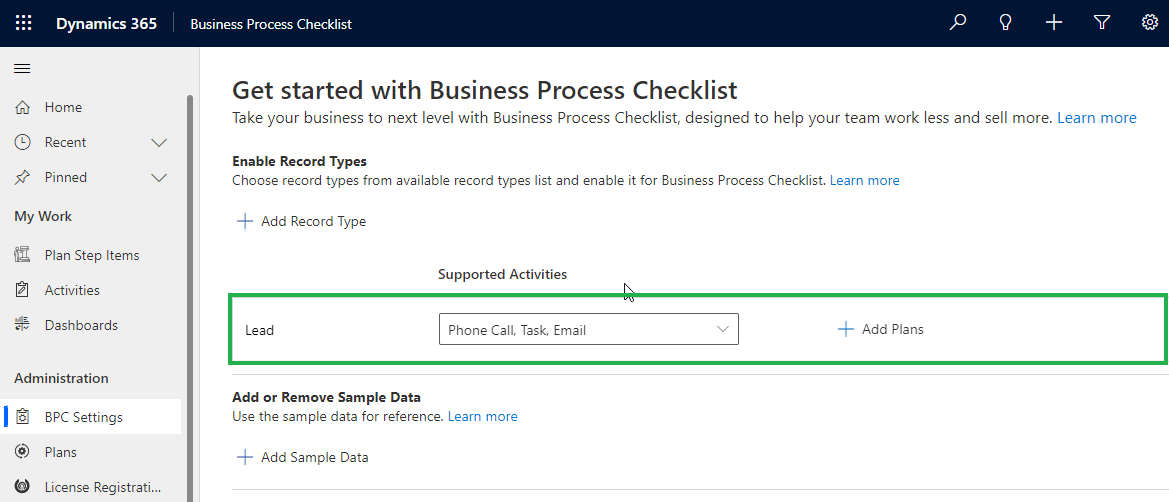 Dynamics 365 Business Process Checklist
Home
Recent
Pinned
My Work
Plan Step Items
Activities
Dashboards
Administration
BPC Settings
Plans
License Registrati...
Get started with Business Process Checklist
Take your business to next level with Business Process Checklist, designed to help your team work less and sell more. Learn more
Enable Record Types
Choose record types from available record types list and enable it for Business Process Checklist. Learn more
Add Record Type
Supported Activities
Lead Phone Call, Task, Email Add Plans
Add or Remove Sample Data
Use the sample data for reference. Learn more
Add Sample Data